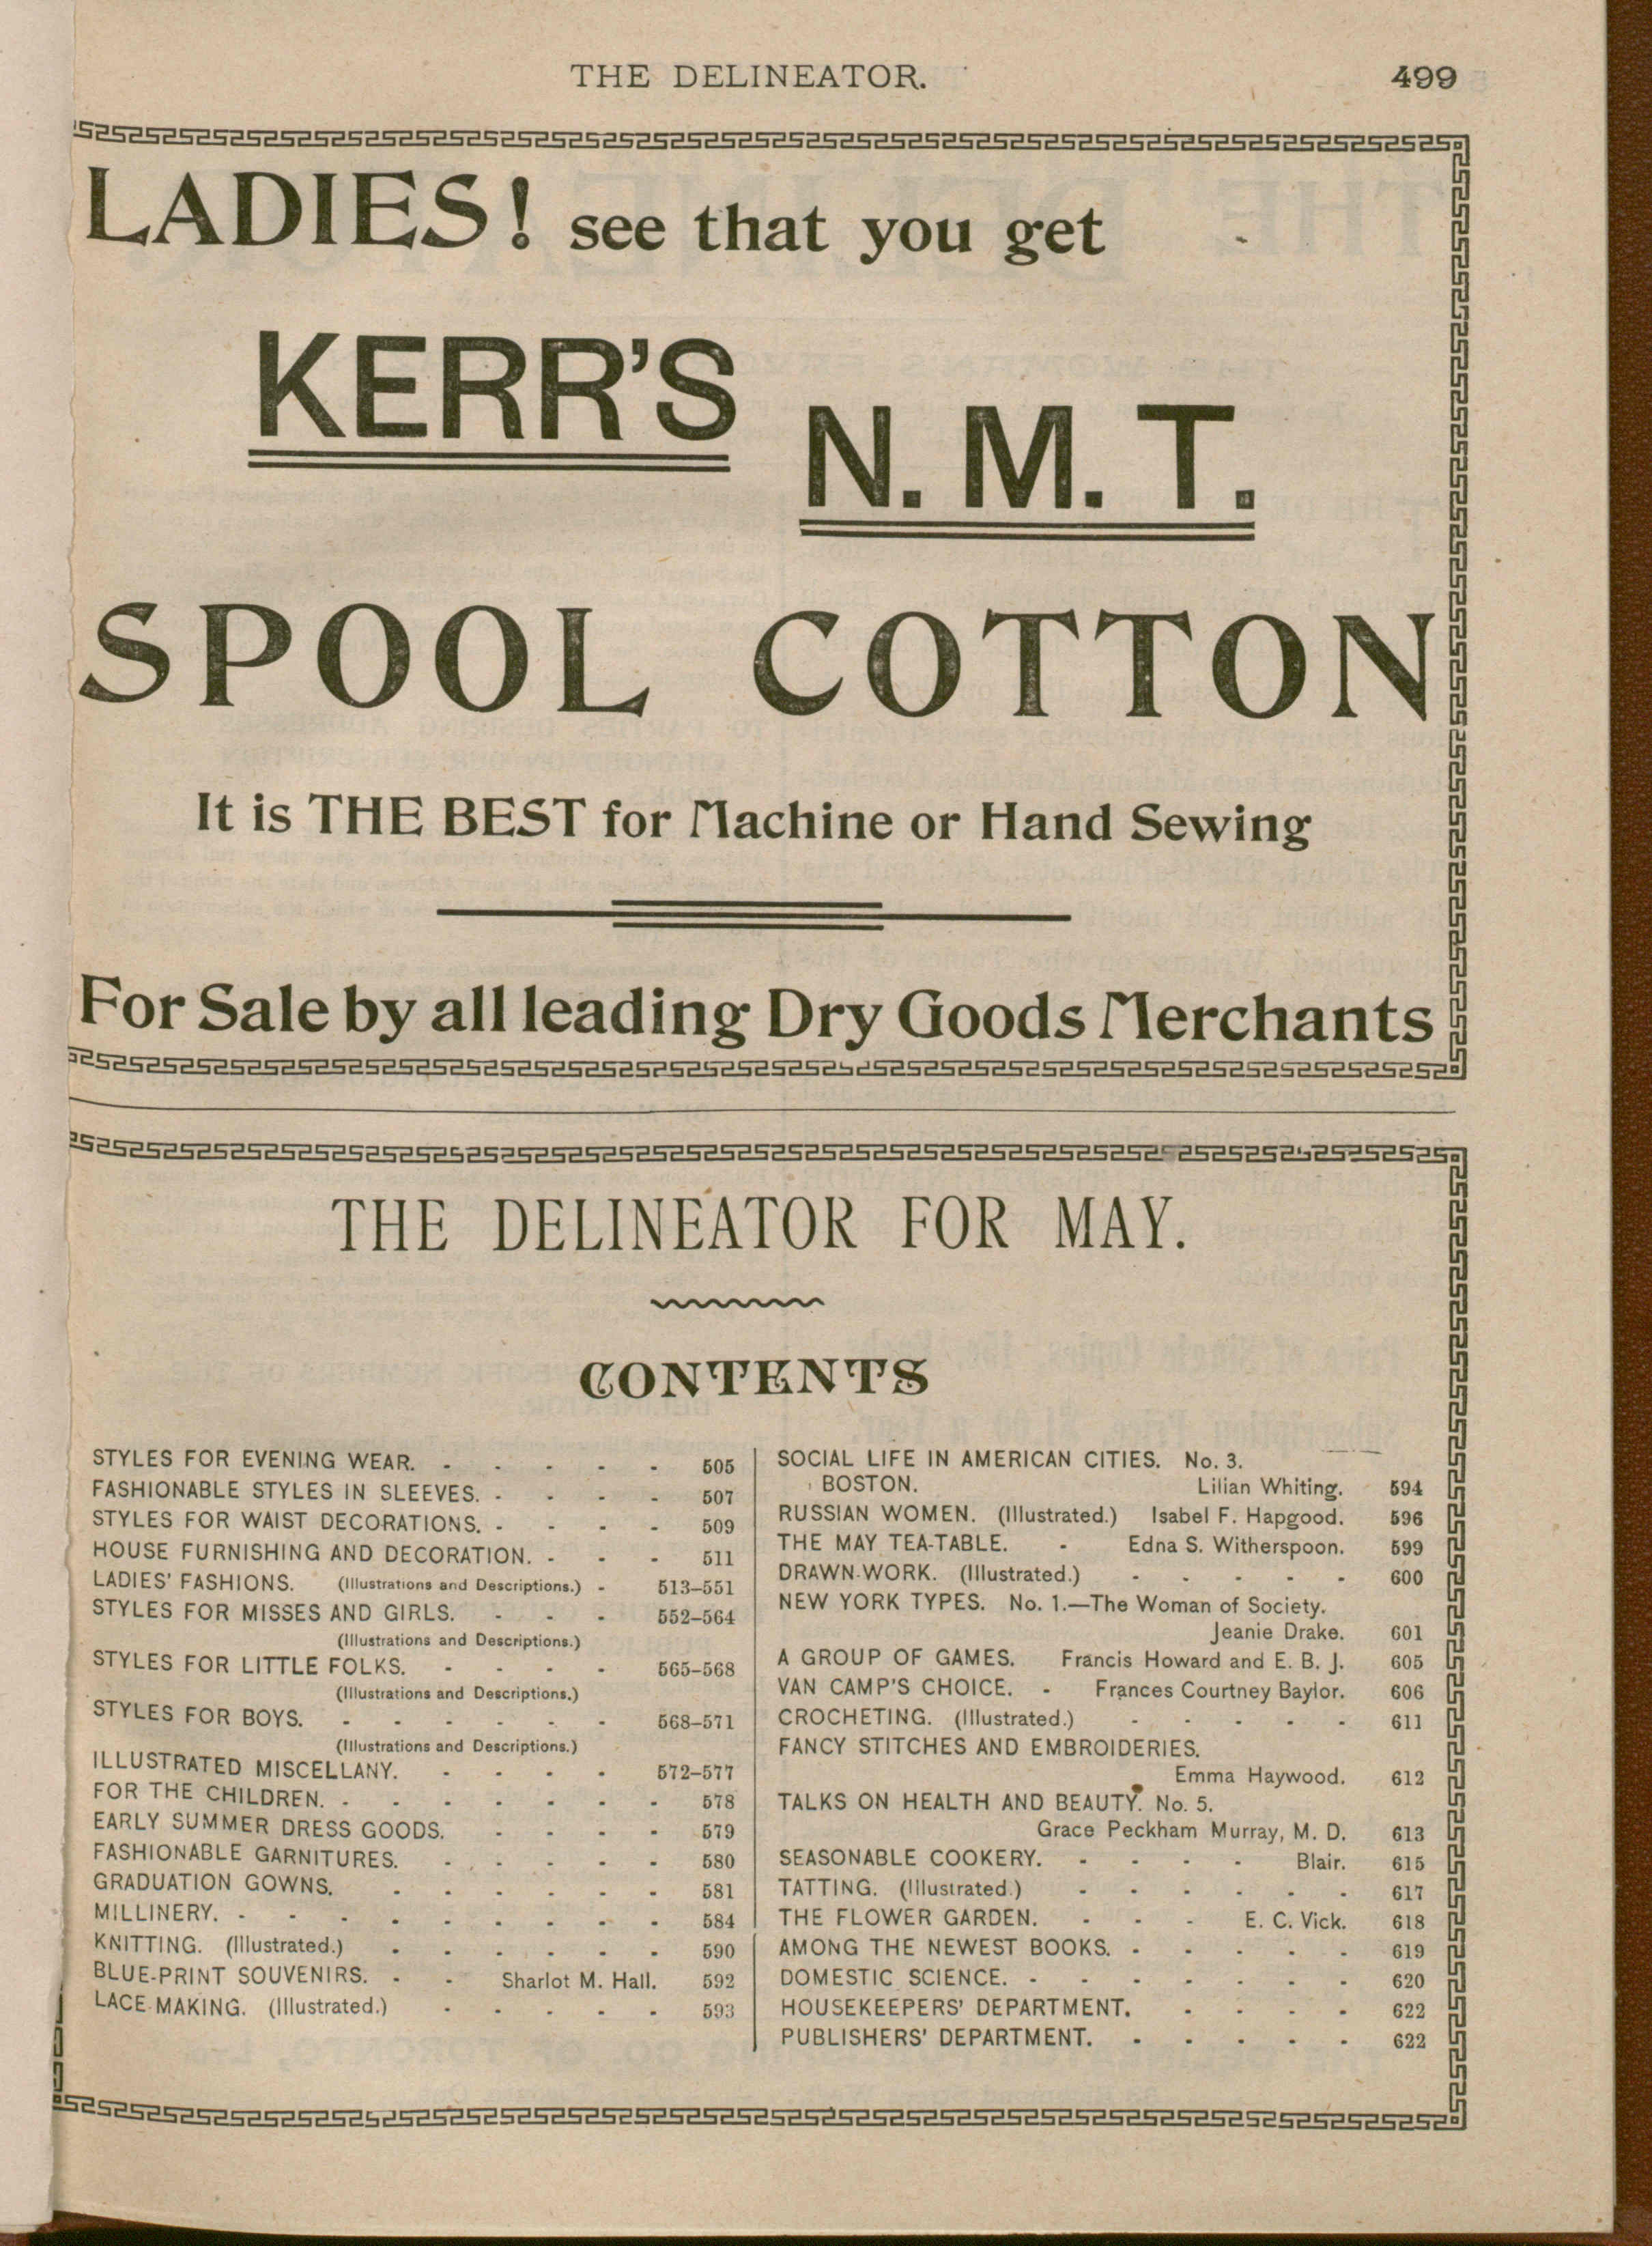 THE DELINEATOR.
499
LADIES! see that you get
KERR'S
N. M. T.
SPOOL COTTON
It is THE BEST for Machine or Hand Sewing
For Sale by all leading Dry Goods Merchants
THE DELINEATOR FOR MAY.
CONTENTS
STYLES FOR EVENING WEAR. - - - - - 505
FASHIONABLE STYLES IN SLEEVES. - - - - 507
STYLES FOR WAIST DECORATIONS. - - - - 509
HOUSE FURNISHING AND DECORATION. - - - 511
LADIES' FASHIONS. (Illustrations and Descriptions.) - 513–551
STYLES FOR MISSES AND GIRLS. - - - 552–564
(Illustrations and Descriptions.)
STYLES FOR LITTLE FOLKS. - - - - 565–568
(Illustrations and Descriptions.)
STYLES FOR BOYS. - - - - - - 568–571
(Illustrations and Descriptions.)
ILLUSTRATED MISCELLANY. - - - - 572–577
FOR THE CHILDREN. - - - - - - - 578
EARLY SUMMER DRESS GOODS. - - - - 579
FASHIONABLE GARNITURES. - - - - - 580
GRADUATION GOWNS. - - - - - - 581
MILLINERY. - - - - - - - - - 584
KNITTING. (Illustrated.) - - - - - - 590
BLUE-PRINT SOUVENIRS. - - Sharlot M. Hall. 592
LACE-MAKING. (Illustrated.) - - - - - 593
SOCIAL LIFE IN AMERICAN CITIES. No. 3.
BOSTON. Lilian Whiting. 594
RUSSIAN WOMEN. (Illustrated.) Isabel F. Hapgood. 596
THE MAY TEA-TABLE. - Edna S. Witherspoon. 599
DRAWN-WORK. (Illustrated.) - - - - - 600
NEW YORK TYPES. No. 1.—The Woman of Society.
Jeanie Drake. 601
A GROUP OF GAMES. Francis Howard and E. B. J. 605
VAN CAMP'S CHOICE. - Frances Courtney Baylor. 606
CROCHETING. (Illustrated.) - - - - - 611
FANCY STITCHES AND EMBROIDERIES.
Emma Haywood. 612
TALKS ON HEALTH AND BEAUTY. No. 5.
Grace Peckham Murray, M. D. 613
SEASONABLE COOKERY. - - - - Blair. 615
TATTING. (Illustrated.) - - - - - - 617
THE FLOWER GARDEN. - - - E. C. Vick. 618
AMONG THE NEWEST BOOKS. - - - - - 619
DOMESTIC SCIENCE. - - - - - - - 620
HOUSEKEEPERS' DEPARTMENT. - - - - 622
PUBLISHERS' DEPARTMENT. - - - - - 622